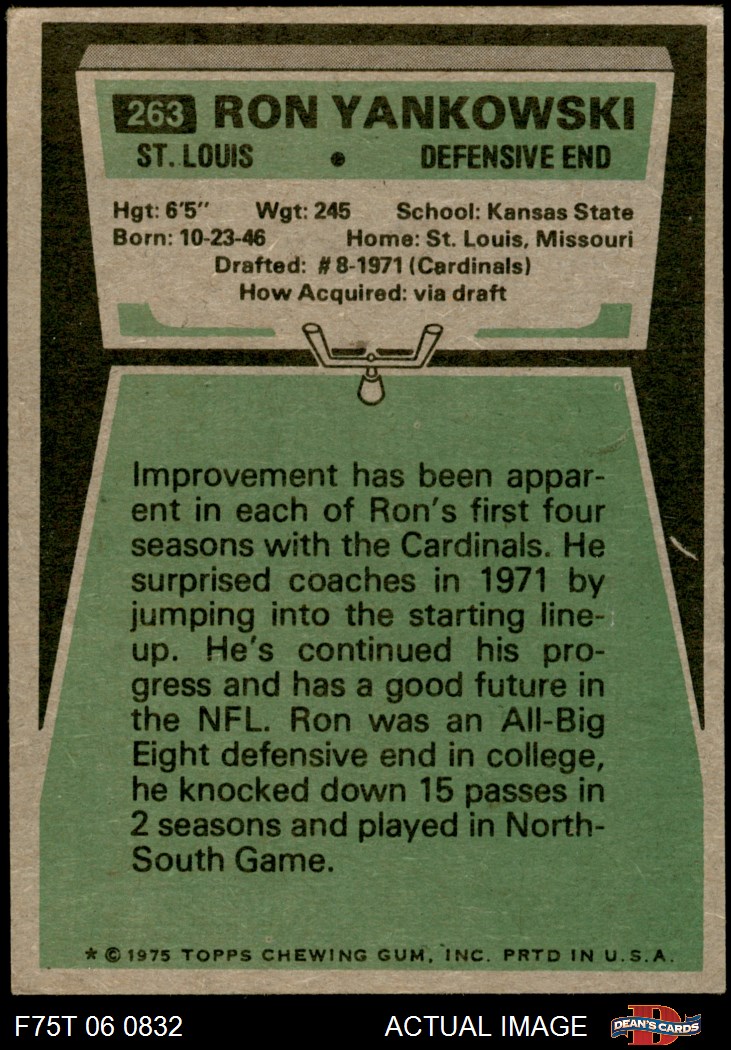 263 RON YANKOWSKI
ST. LOUIS • DEFENSIVE END
Hgt: 6'5" Wgt: 245 School: Kansas State
Born: 10-23-46 Home: St. Louis, Missouri
Drafted: #8-1971 (Cardinals)
How Acquired: via draft
Improvement has been appar-
ent in each of Ron's first four
seasons with the Cardinals. He
surprised coaches in 1971 by
jumping into the starting line-
up. He's continued his pro-
gress and has a good future in
the NFL. Ron was an All-Big
Eight defensive end in college,
he knocked down 15 passes in
2 seasons and played in North-
South Game.
* © 1975 TOPPS CHEWING GUM, INC. PRTD IN U.S.A.
F75T 06 0832 ACTUAL IMAGE D DEAN'S CARDS